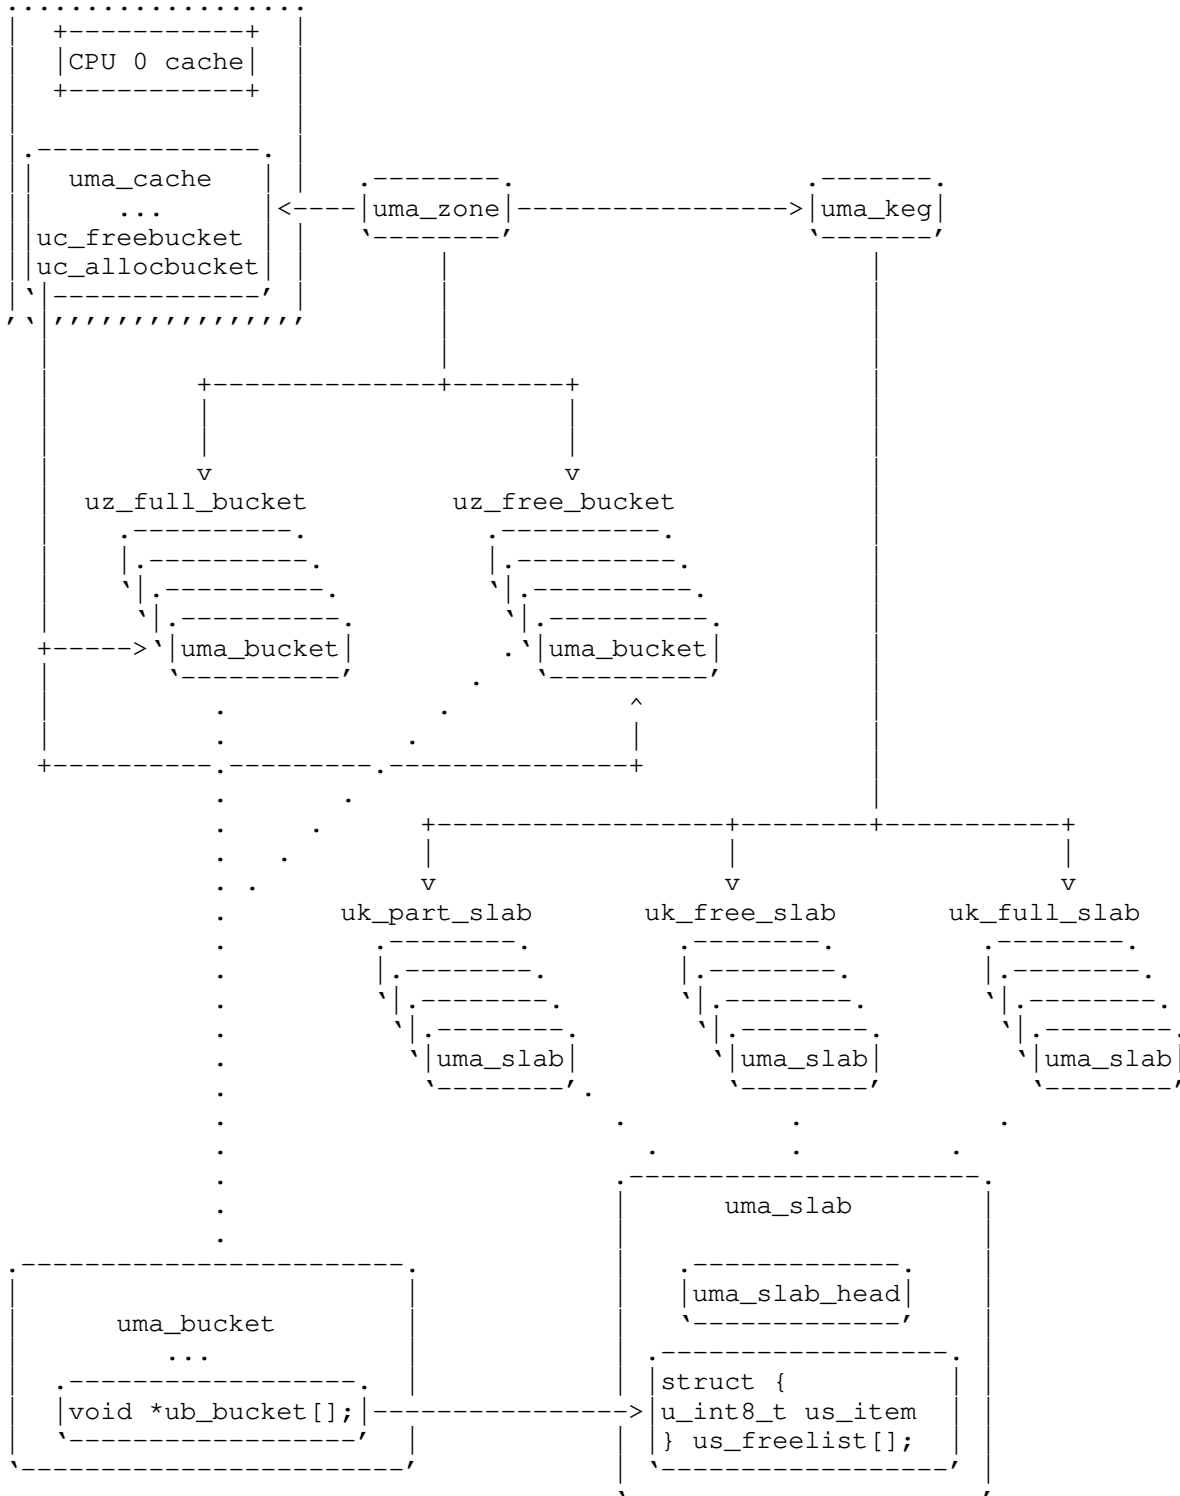 CPU 0 cache
uma_cache
...
uc_freebucket
uc_allocbucket
uma_zone
uma_keg
uz_full_bucket
uz_free_bucket
uma_bucket
uma_bucket
uk_part_slab
uk_free_slab
uk_full_slab
uma_slab
uma_slab
uma_slab
uma_slab
uma_slab_head
uma_bucket
...
void *ub_bucket[];
struct {
u_int8_t us_item
} us_freelist[];